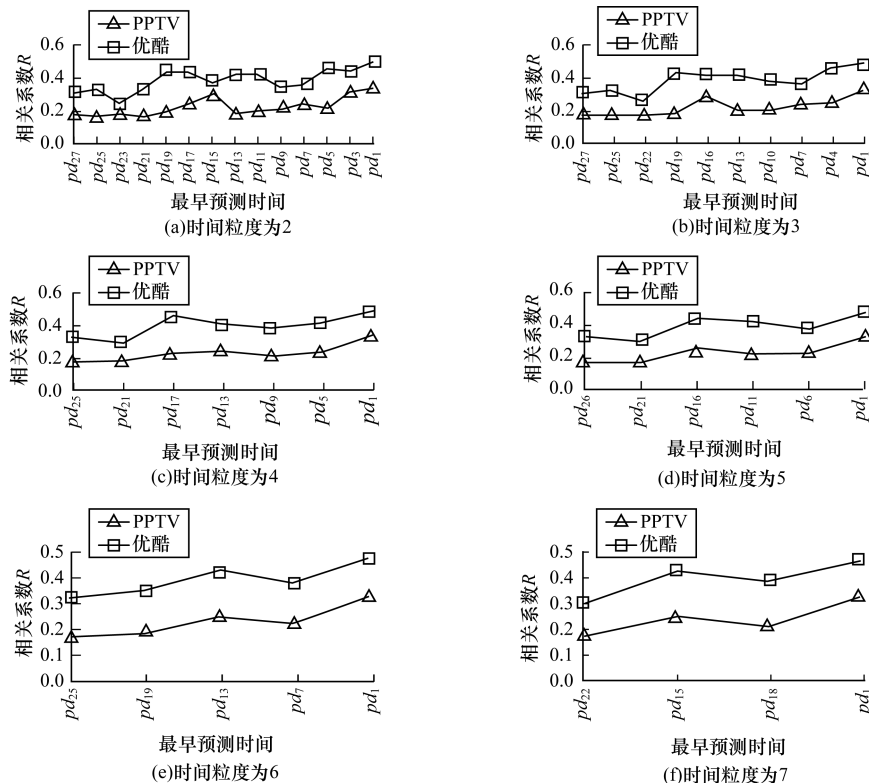 PPTV
优酷
相关系数R
0.6
0.4
0.2
0.0
pd27 pd25 pd23 pd21 pd19 pd17 pd15 pd13 pd11 pd9 pd7 pd5 pd3 pd1
最早预测时间
(a)时间粒度为2
PPTV
优酷
相关系数R
0.6
0.4
0.2
0.0
pd27 pd25 pd22 pd19 pd16 pd13 pd10 pd7 pd4 pd1
最早预测时间
(b)时间粒度为3
PPTV
优酷
相关系数R
0.6
0.4
0.2
0.0
pd25 pd21 pd17 pd13 pd9 pd5 pd1
最早预测时间
(c)时间粒度为4
PPTV
优酷
相关系数R
0.6
0.4
0.2
0.0
pd26 pd21 pd16 pd11 pd6 pd1
最早预测时间
(d)时间粒度为5
PPTV
优酷
相关系数R
0.5
0.4
0.3
0.2
0.1
0.0
pd25 pd19 pd13 pd7 pd1
最早预测时间
(e)时间粒度为6
PPTV
优酷
相关系数R
0.5
0.4
0.3
0.2
0.1
0.0
pd22 pd15 pd18 pd1
最早预测时间
(f)时间粒度为7